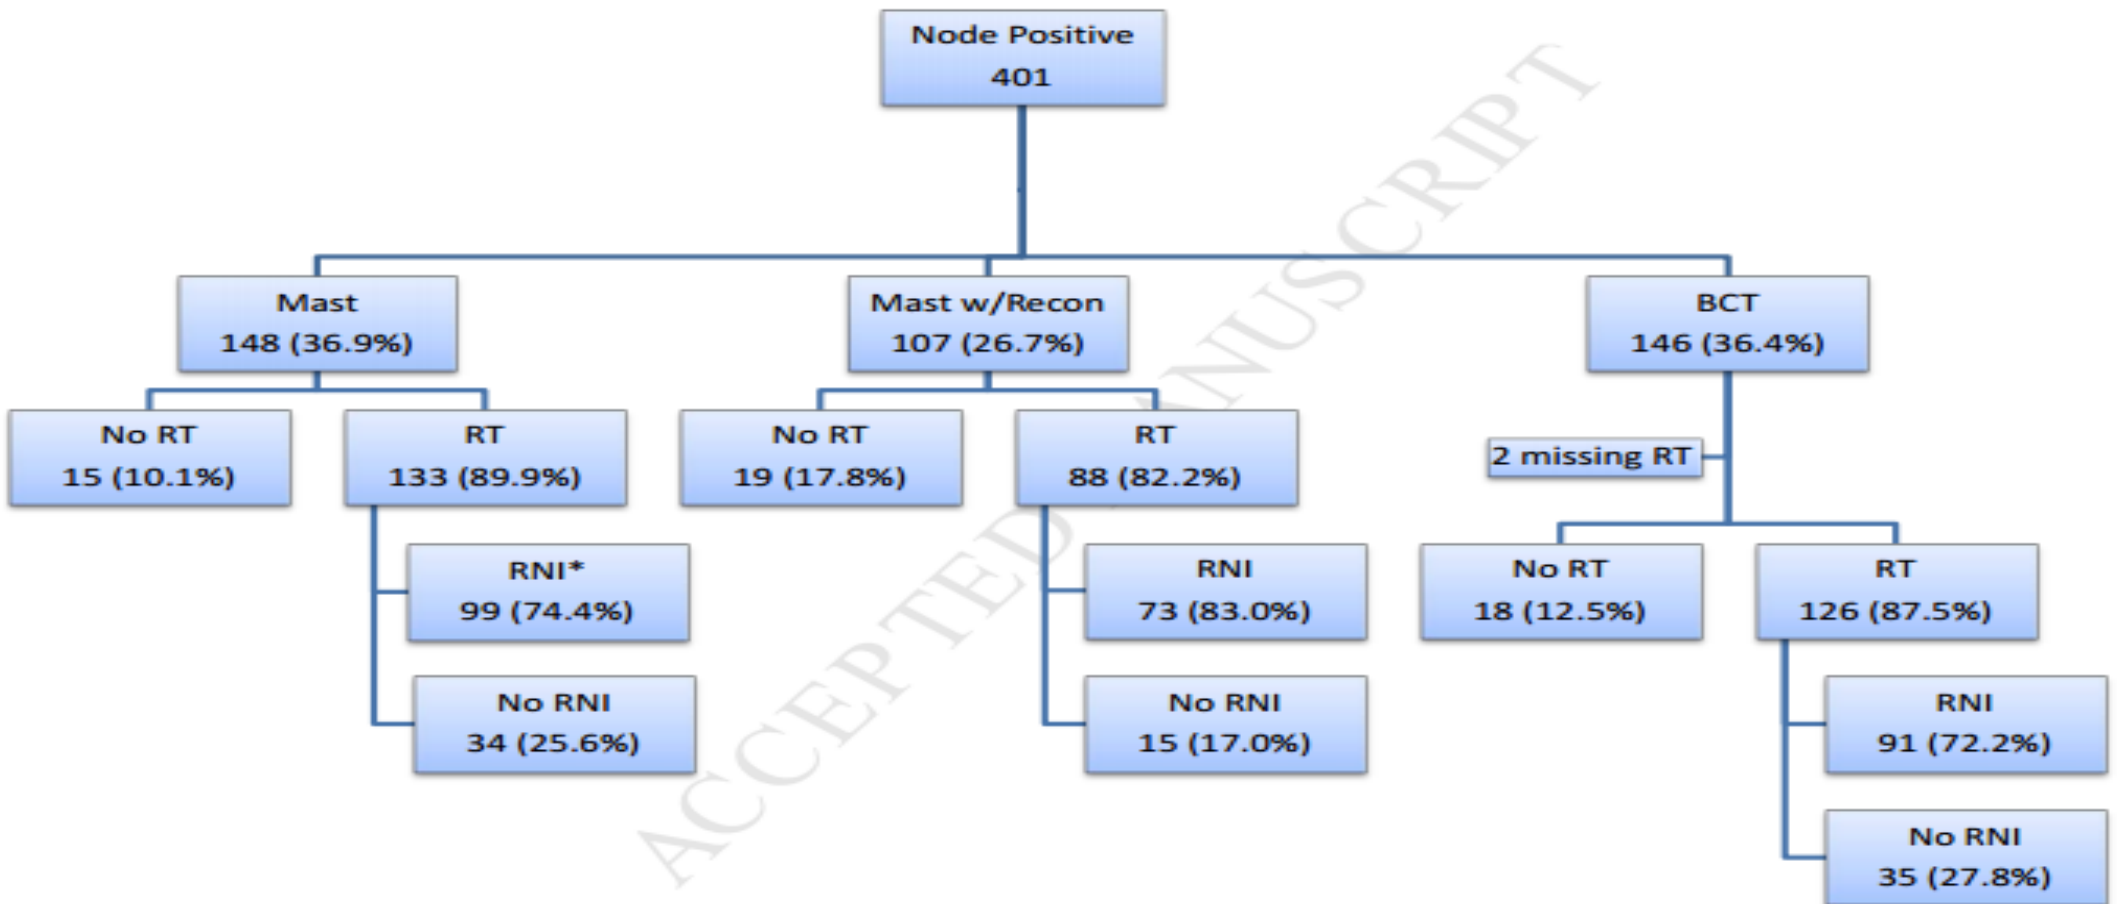 Node Positive
401
Mast
148 (36.9%)
Mast w/Recon
107 (26.7%)
BCT
146 (36.4%)
No RT
15 (10.1%)
RT
133 (89.9%)
No RT
19 (17.8%)
RT
88 (82.2%)
2 missing RT
RNI*
99 (74.4%)
No RNI
34 (25.6%)
RNI
73 (83.0%)
No RNI
15 (17.0%)
No RT
18 (12.5%)
RT
126 (87.5%)
RNI
91 (72.2%)
No RNI
35 (27.8%)
ACCEPTED MANUSCRIPT